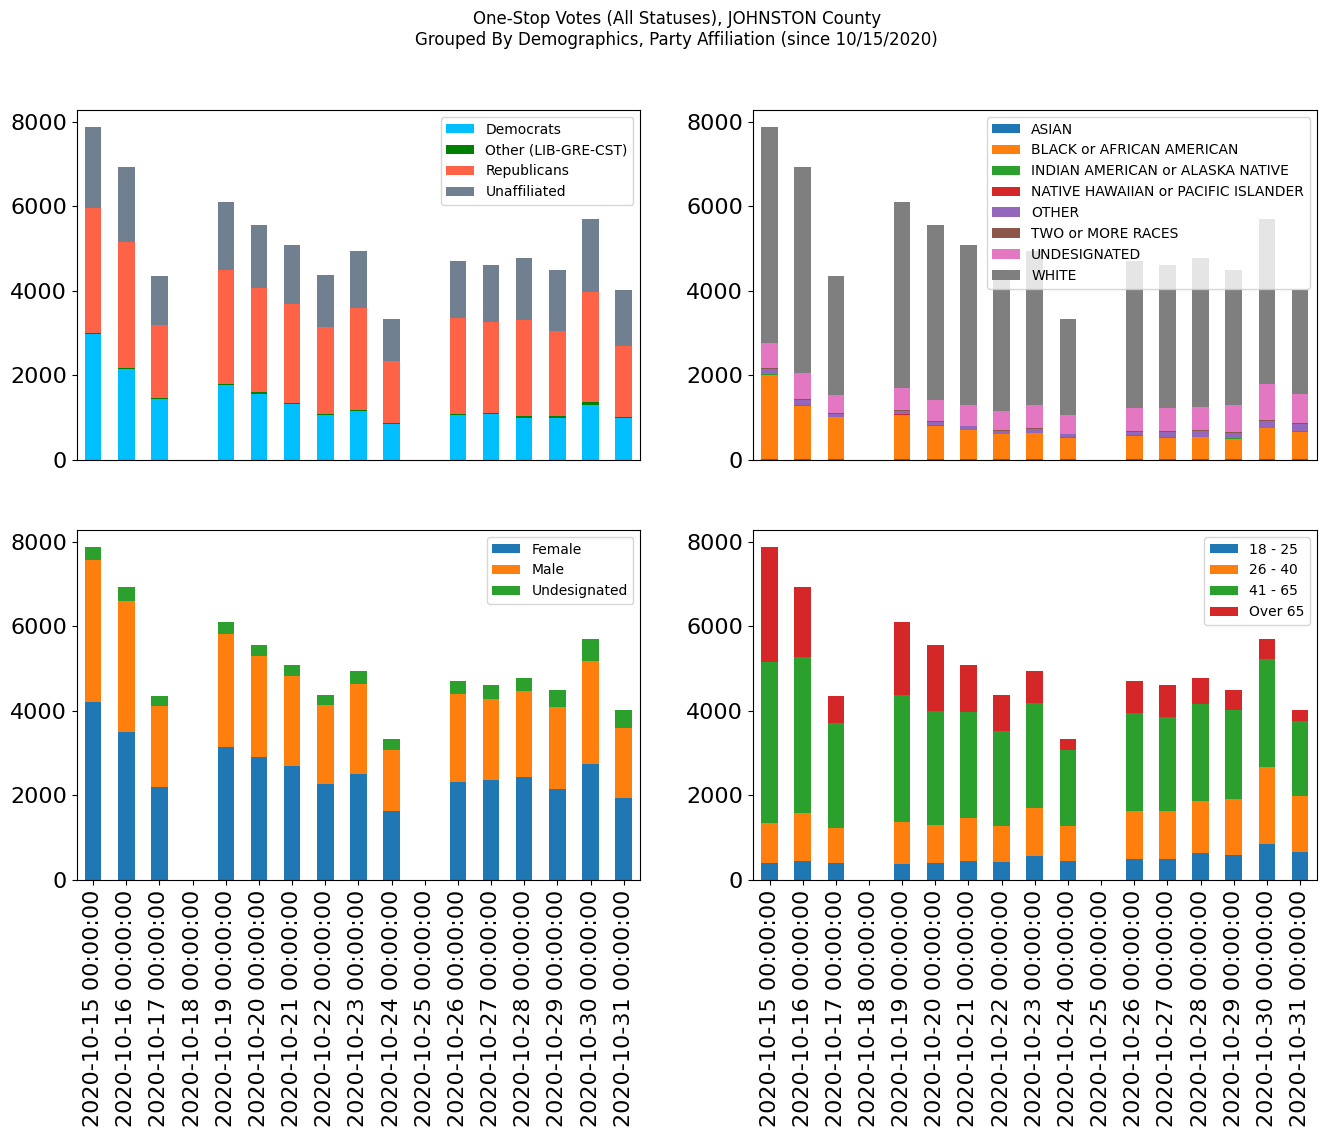 One-Stop Votes (All Statuses), JOHNSTON County
Grouped By Demographics, Party Affiliation (since 10/15/2020)
8000
6000
4000
2000
0
Democrats
Other (LIB-GRE-CST)
Republicans
Unaffiliated
8000
6000
4000
2000
0
ASIAN
BLACK or AFRICAN AMERICAN
INDIAN AMERICAN or ALASKA NATIVE
NATIVE HAWAIIAN or PACIFIC ISLANDER
OTHER
TWO or MORE RACES
UNDESIGNATED
WHITE
8000
6000
4000
2000
0
Female
Male
Undesignated
2020-10-15 00:00:00
2020-10-16 00:00:00
2020-10-17 00:00:00
2020-10-18 00:00:00
2020-10-19 00:00:00
2020-10-20 00:00:00
2020-10-21 00:00:00
2020-10-22 00:00:00
2020-10-23 00:00:00
2020-10-24 00:00:00
2020-10-25 00:00:00
2020-10-26 00:00:00
2020-10-27 00:00:00
2020-10-28 00:00:00
2020-10-29 00:00:00
2020-10-30 00:00:00
2020-10-31 00:00:00
8000
6000
4000
2000
0
18 - 25
26 - 40
41 - 65
Over 65
2020-10-15 00:00:00
2020-10-16 00:00:00
2020-10-17 00:00:00
2020-10-18 00:00:00
2020-10-19 00:00:00
2020-10-20 00:00:00
2020-10-21 00:00:00
2020-10-22 00:00:00
2020-10-23 00:00:00
2020-10-24 00:00:00
2020-10-25 00:00:00
2020-10-26 00:00:00
2020-10-27 00:00:00
2020-10-28 00:00:00
2020-10-29 00:00:00
2020-10-30 00:00:00
2020-10-31 00:00:00